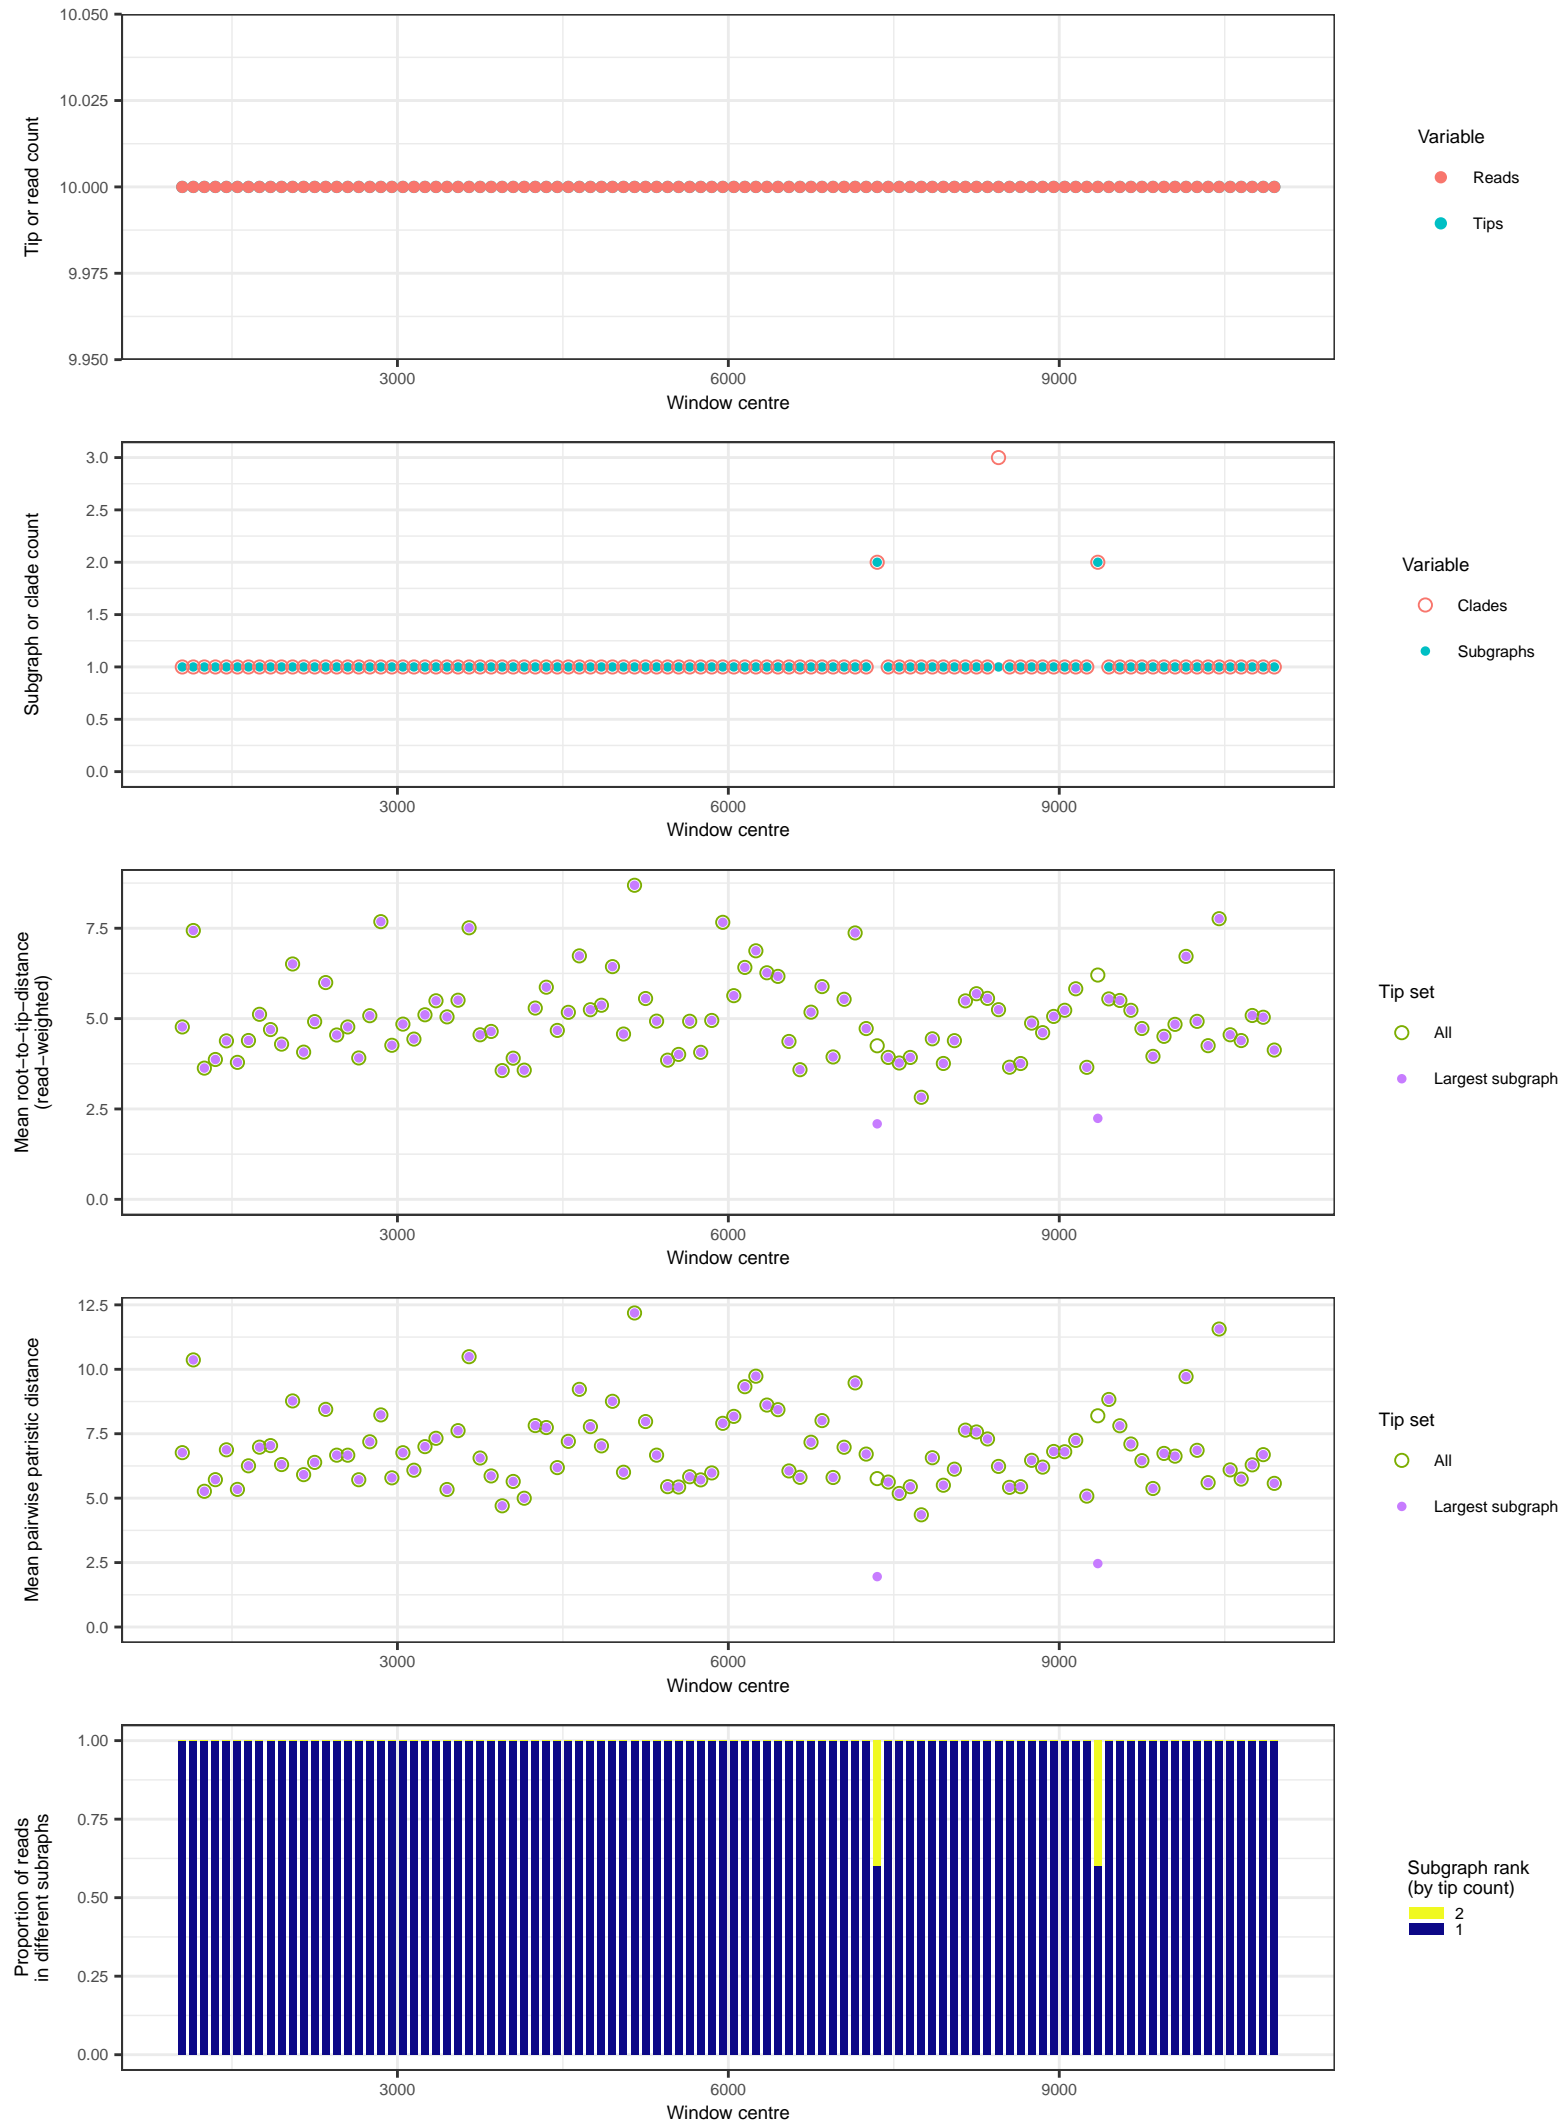 10.050
10.025
10.000
9.975
9.950
Tip or read count
3000 6000 9000
Window centre
Variable
Reads
Tips
3.0
2.5
2.0
1.5
1.0
0.5
0.0
Subgraph or clade count
3000 6000 9000
Window centre
Variable
Clades
Subgraphs
7.5
5.0
2.5
0.0
Mean root−to−tip−distance
(read−weighted)
3000 6000 9000
Window centre
Tip set
All
Largest subgraph
12.5
10.0
7.5
5.0
2.5
0.0
Mean pairwise patristic distance
3000 6000 9000
Window centre
Tip set
All
Largest subgraph
1.00
0.75
0.50
0.25
0.00
Proportion of reads
in different subraphs
3000 6000 9000
Window centre
Subgraph rank
(by tip count)
2
1